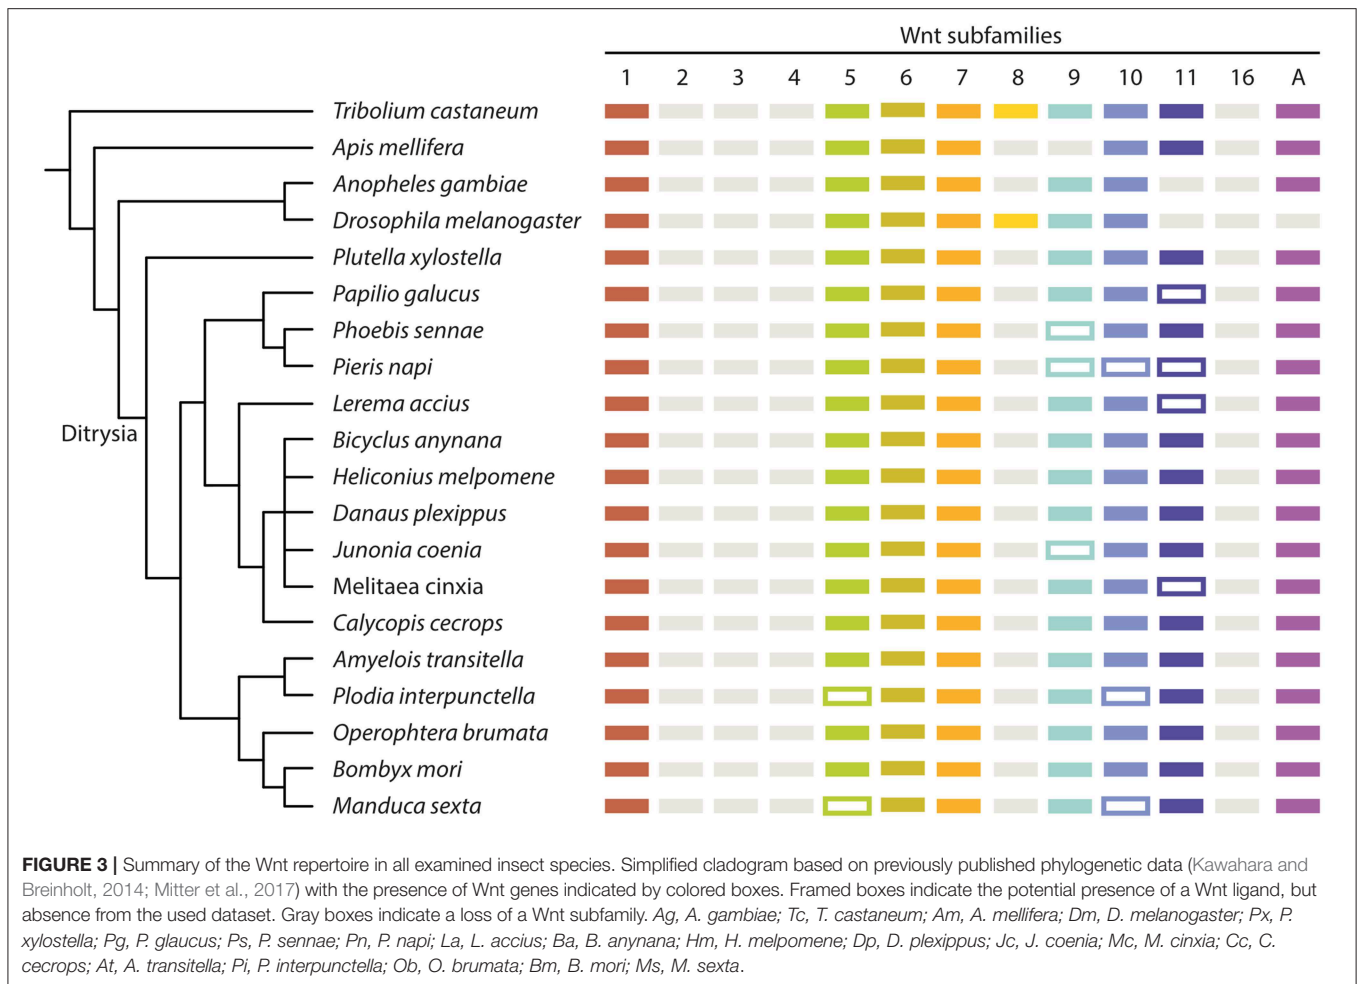 Wnt subfamilies
1 2 3 4 5 6 7 8 9 10 11 16 A
Tribolium castaneum
Apis mellifera
Anopheles gambiae
Drosophila melanogaster
Plutella xylostella
Papilio galucus
Phoebis sennae
Pieris napi
Lerema accius
Ditrysia
Bicyclus anynana
Heliconius melpomene
Danaus plexippus
Junonia coenia
Melitaea cinxia
Calycopis cecrops
Amyelois transitella
Plodia interpunctella
Operophtera brumata
Bombyx mori
Manduca sexta
FIGURE 3 | Summary of the Wnt repertoire in all examined insect species. Simplified cladogram based on previously published phylogenetic data (Kawahara and
Breinholt, 2014; Mitter et al., 2017) with the presence of Wnt genes indicated by colored boxes. Framed boxes indicate the potential presence of a Wnt ligand, but
absence from the used dataset. Gray boxes indicate a loss of a Wnt subfamily. Ag, A. gambiae; Tc, T. castaneum; Am, A. mellifera; Dm, D. melanogaster; Px, P.
xylostella; Pg, P. glaucus; Ps, P. sennae; Pn, P. napi; La, L. accius; Ba, B. anynana; Hm, H. melpomene; Dp, D. plexippus; Jc, J. coenia; Mc, M. cinxia; Cc, C.
cecrops; At, A. transitella; Pi, P. interpunctella; Ob, O. brumata; Bm, B. mori; Ms, M. sexta.